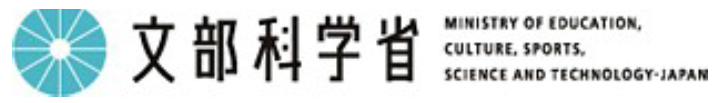 文部科学省
MINISTRY OF EDUCATION,
CULTURE, SPORTS,
SCIENCE AND TECHNOLOGY-JAPAN